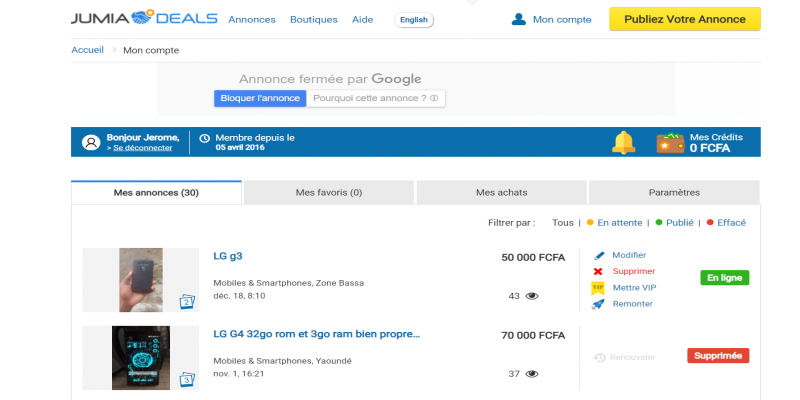 JUMIA DEALS Annonces Boutiques Aide English Mon compte Publiez Votre Annonce
Accueil > Mon compte
Annonce fermée par Google
Bloquer l'annonce Pourquoi cette annonce ?
Bonjour Jerome, Membre depuis le Mes Crédits
> Se déconnecter 05 avril 2016 0 FCFA
Mes annonces (30) Mes favoris (0) Mes achats Paramètres
Filtrer par : Tous | En attente | Publié | Effacé
LG g3 50 000 FCFA Modifier
Supprimer
Mobiles & Smartphones, Zone Bassa VIP Mettre VIP En ligne
déc. 18, 8:10 43 Remonter
2
LG G4 32go rom et 3go ram bien propre... 70 000 FCFA
Mobiles & Smartphones, Yaoundé Renouveler Supprimée
nov. 1, 16:21 37
3